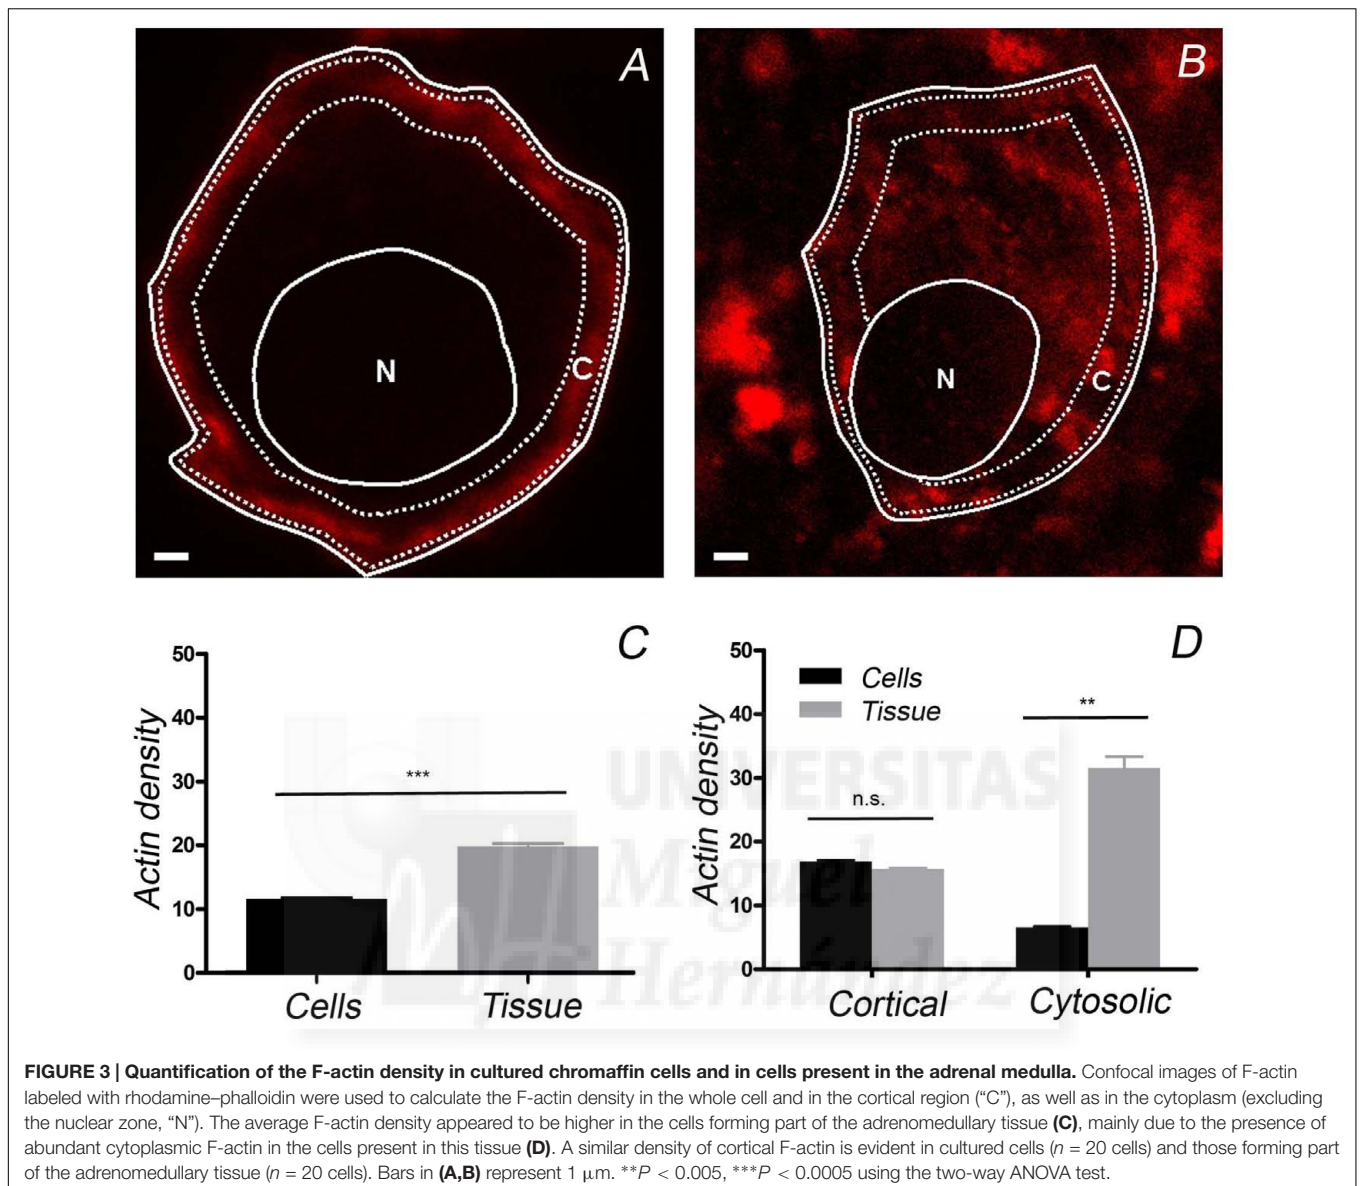 A
B
N
C
N
C
C
50
40
30
20
10
0
Actin density
***
Cells
Tissue
D
50
40
30
20
10
0
Actin density
Cells
Tissue
**
n.s.
Cortical
Cytosolic
UNIVERSITAS
Miguel
Hernández
FIGURE 3 | Quantification of the F-actin density in cultured chromaffin cells and in cells present in the adrenal medulla. Confocal images of F-actin
labeled with rhodamine–phalloidin were used to calculate the F-actin density in the whole cell and in the cortical region (“C”), as well as in the cytoplasm (excluding
the nuclear zone, “N”). The average F-actin density appeared to be higher in the cells forming part of the adrenomedullary tissue (C), mainly due to the presence of
abundant cytoplasmic F-actin in the cells present in this tissue (D). A similar density of cortical F-actin is evident in cultured cells (n = 20 cells) and those forming part
of the adrenomedullary tissue (n = 20 cells). Bars in (A,B) represent 1 μm. **P < 0.005, ***P < 0.0005 using the two-way ANOVA test.